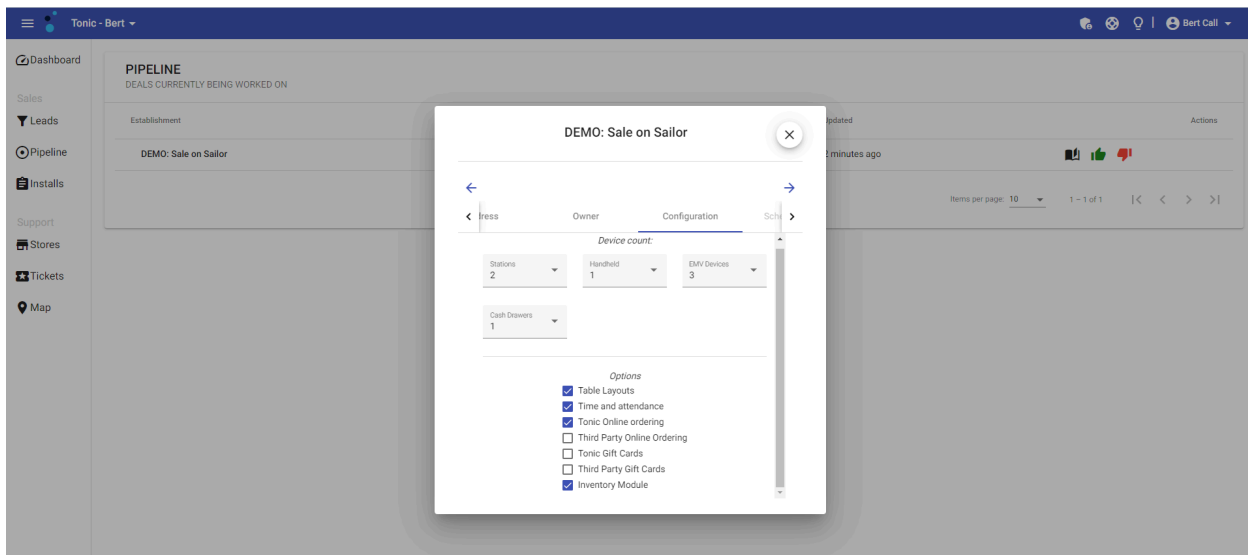 Tonic - Bert
Bert Call
Dashboard
Sales
Leads
Pipeline
Installs
Support
Stores
Tickets
Map
PIPELINE
DEALS CURRENTLY BEING WORKED ON
Establishment
Updated
Actions
DEMO: Sale on Sailor
minutes ago
Items per page: 10
1 – 1 of 1
DEMO: Sale on Sailor
dress
Owner
Configuration
Sche
Device count:
Stations
2
Handheld
1
EMV Devices
3
Cash Drawers
1
Options
Table Layouts
Time and attendance
Tonic Online ordering
Third Party Online Ordering
Tonic Gift Cards
Third Party Gift Cards
Inventory Module